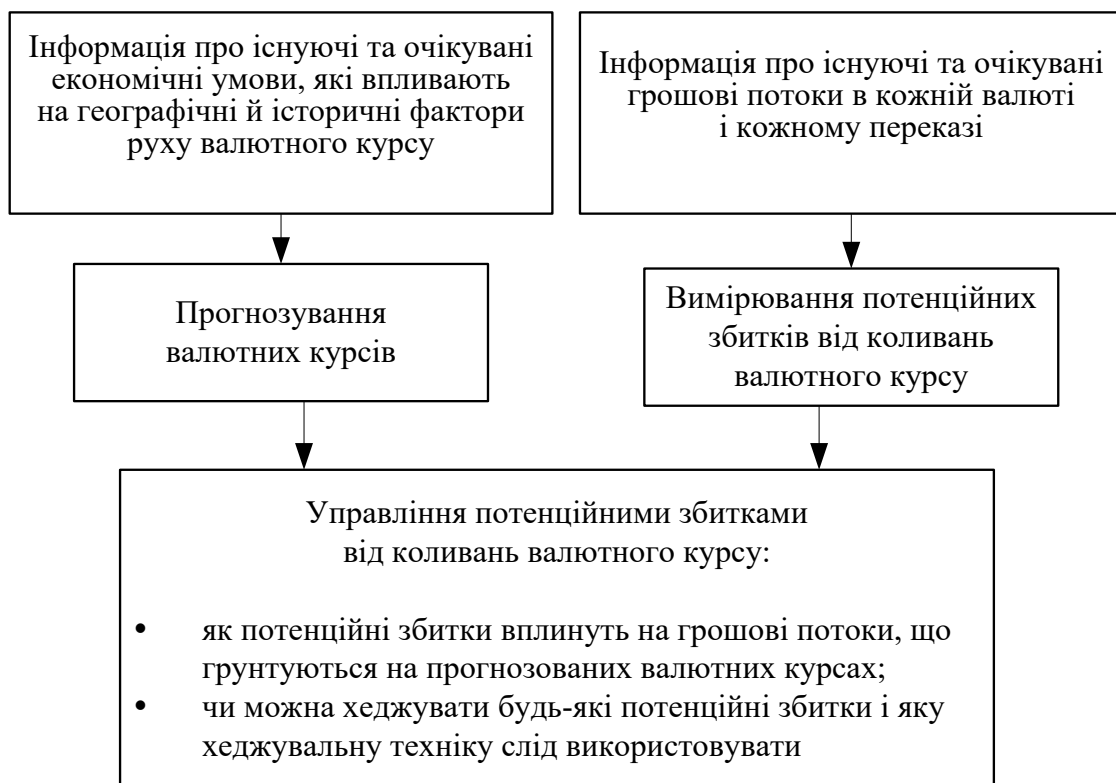 Інформація про існуючі та очікувані
економічні умови, які впливають
на географічні й історичні фактори
руху валютного курсу
Інформація про існуючі та очікувані
грошові потоки в кожній валюті
і кожному переказі
Прогнозування
валютних курсів
Вимірювання потенційних
збитків від коливань
валютного курсу
Управління потенційними збитками
від коливань валютного курсу:
• як потенційні збитки вплинуть на грошові потоки, що
грунтуються на прогнозованих валютних курсах;
• чи можна хеджувати будь-які потенційні збитки і яку
хеджувальну техніку слід використовувати